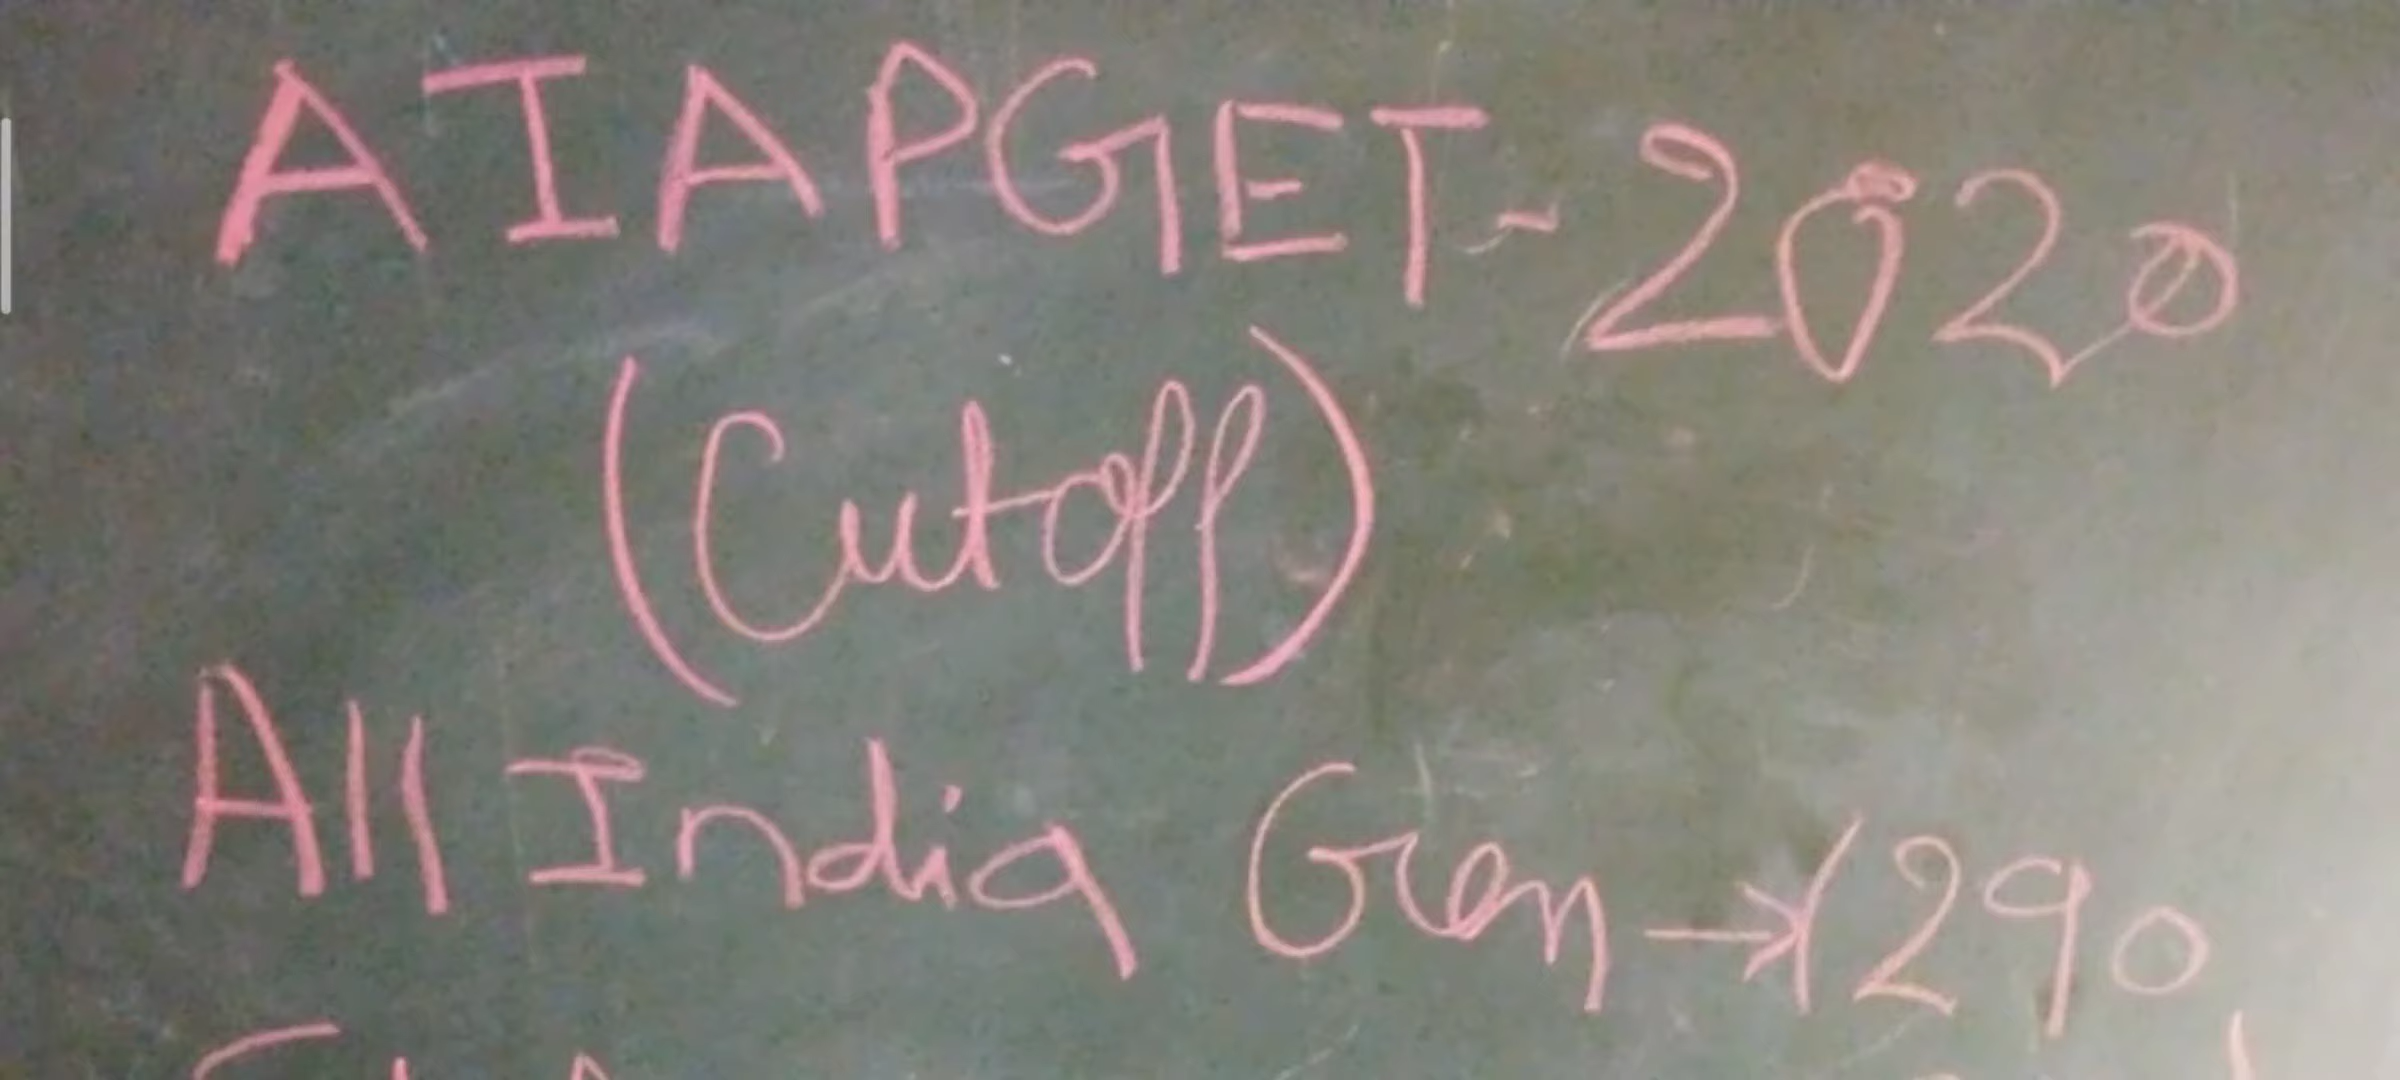 AIAPGET-2020
(Cutoff)
All India Gen → (290